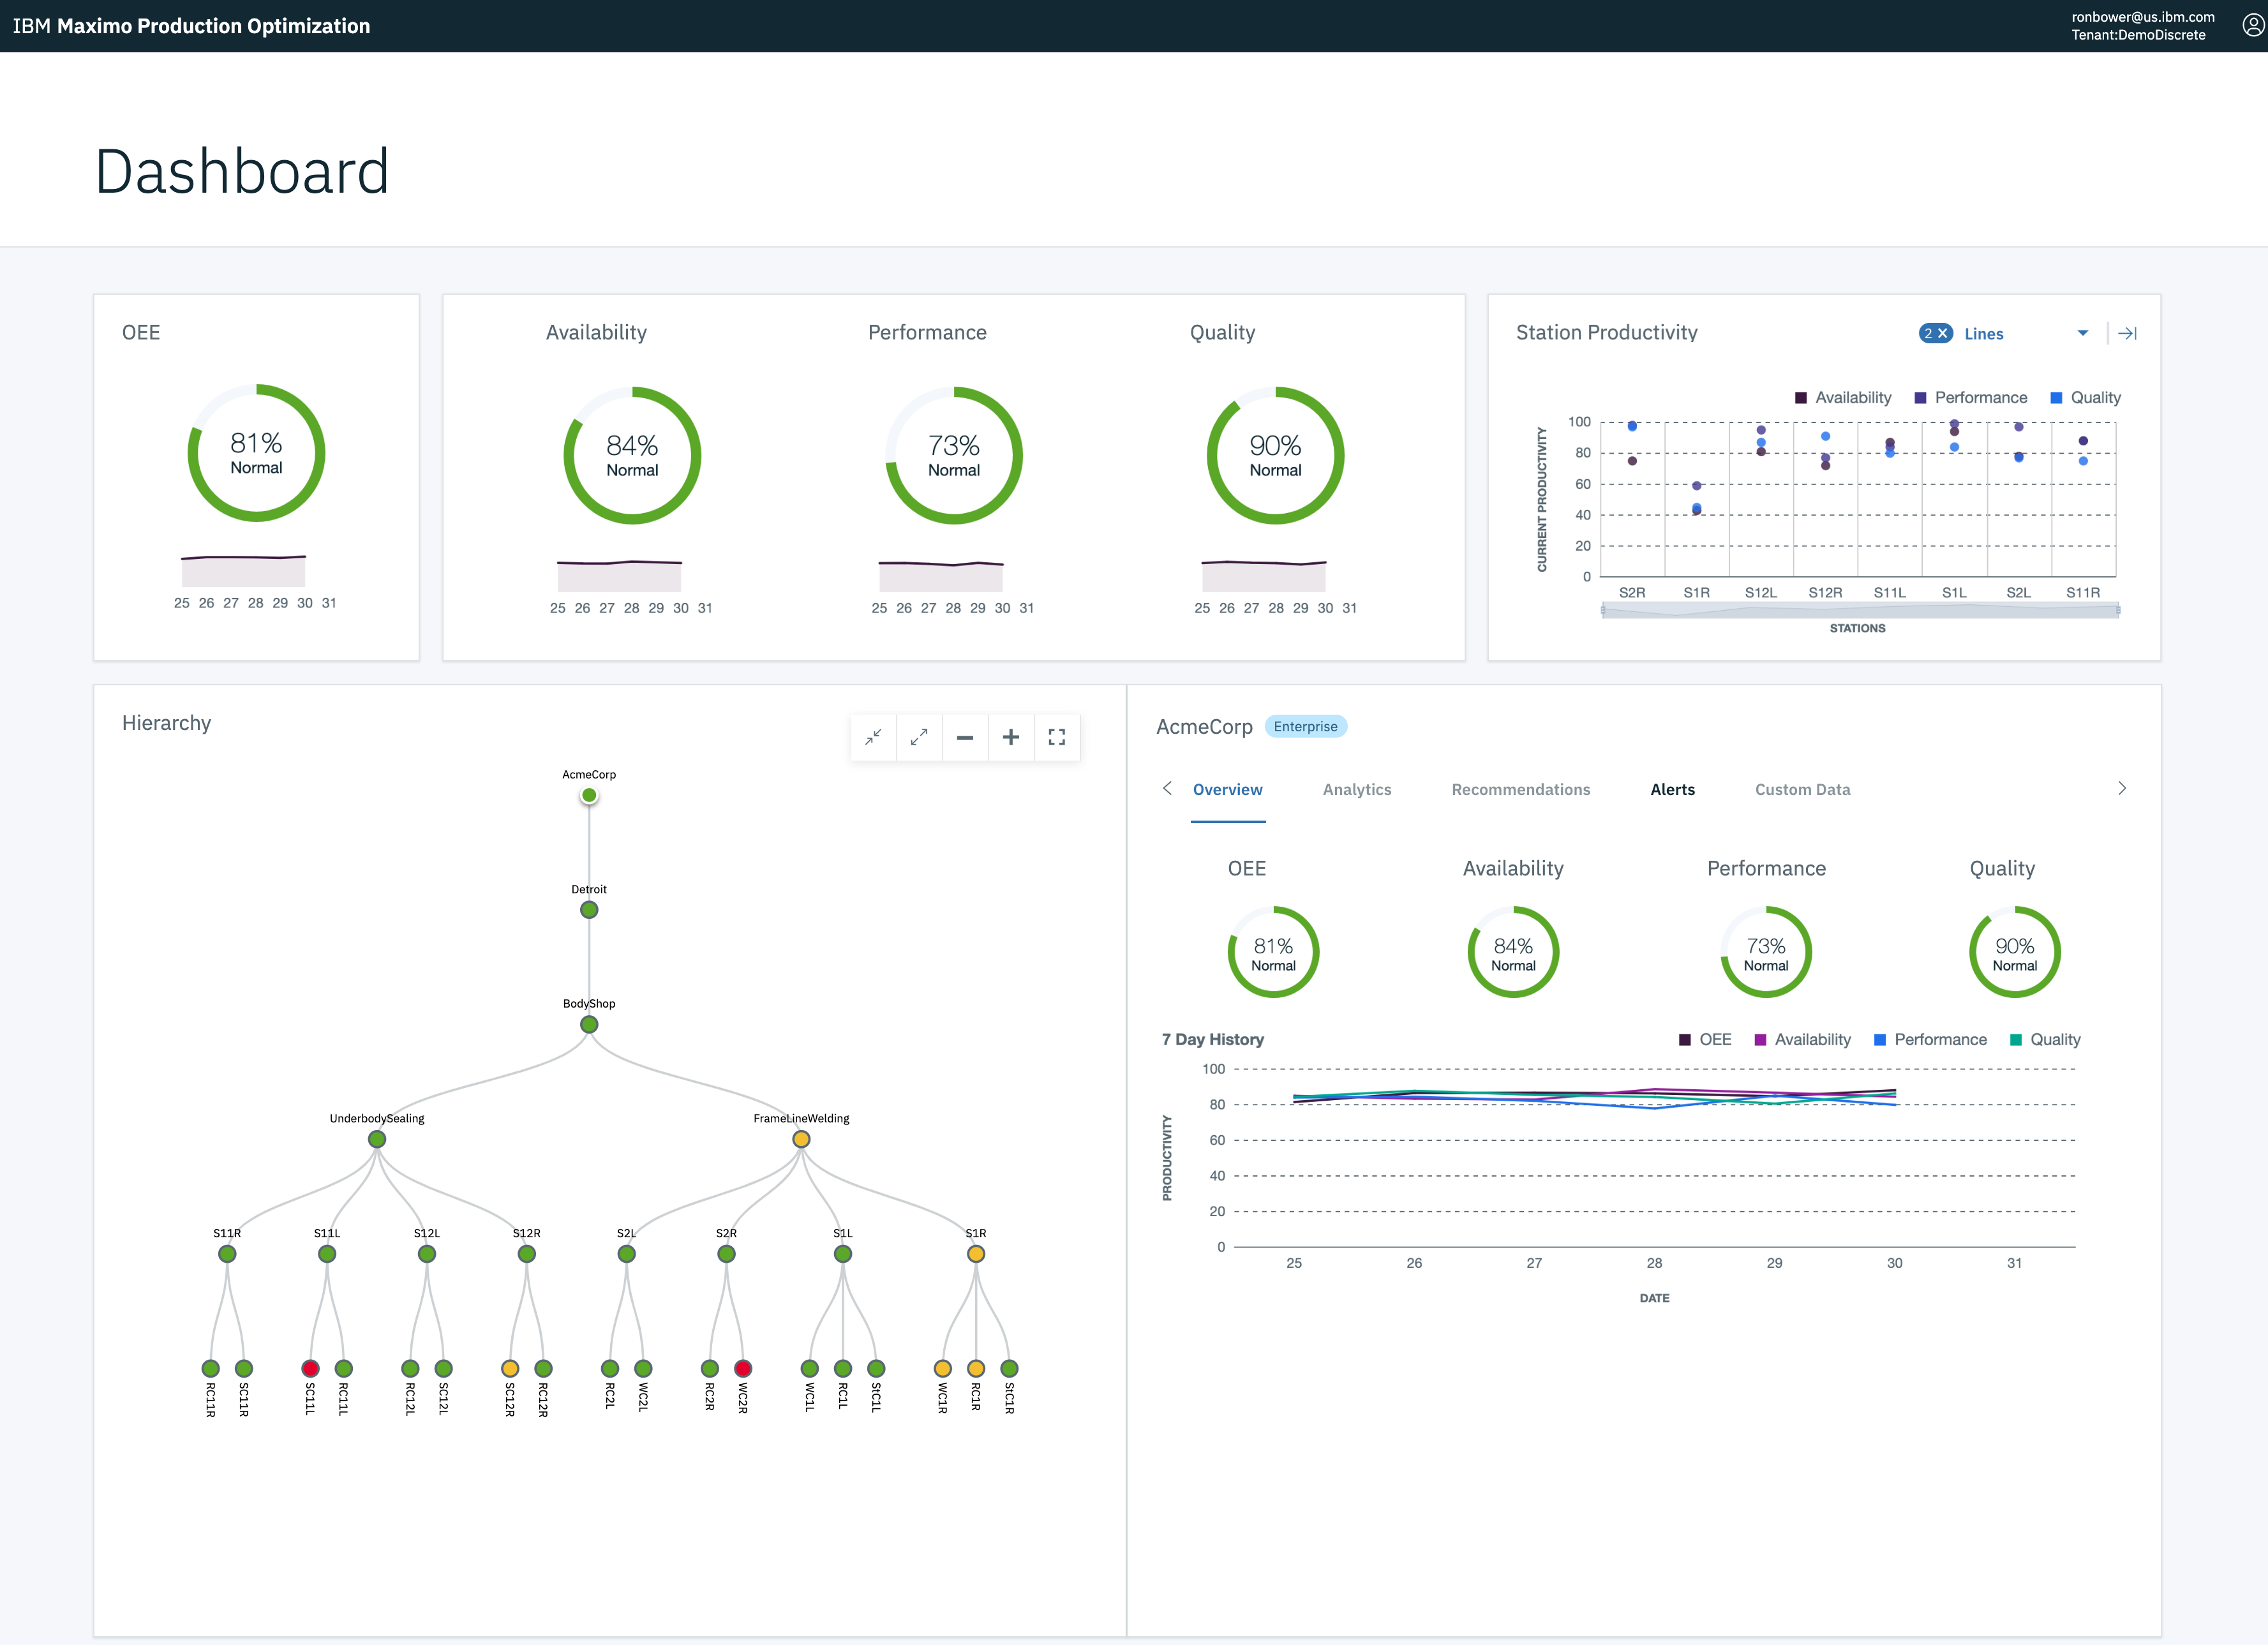 IBM Maximo Production Optimization
ronbower@us.ibm.com
Tenant:DemoDiscrete
Dashboard
OEE
81%
Normal
25 26 27 28 29 30 31
Availability
84%
Normal
25 26 27 28 29 30 31
Performance
73%
Normal
25 26 27 28 29 30 31
Quality
90%
Normal
25 26 27 28 29 30 31
Station Productivity
2 Lines
Availability Performance Quality
CURRENT PRODUCTIVITY
100
80
60
40
20
0
S2R S1R S12L S12R S11L S1L S2L S11R
STATIONS
Hierarchy
AcmeCorp
Detroit
BodyShop
UnderbodySealing FrameLineWelding
S11R S11L S12L S12R S2L S2R S1L S1R
RC11R SC11R SC11L RC11L RC12L SC12L SC12R RC12R RC2L WC2L RC2R WC2R WC1L RC1L StC1L WC1R RC1R StC1R
AcmeCorp Enterprise
Overview Analytics Recommendations Alerts Custom Data
OEE Availability Performance Quality
81% 84% 73% 90%
Normal Normal Normal Normal
7 Day History
OEE Availability Performance Quality
PRODUCTIVITY
100
80
60
40
20
0
25 26 27 28 29 30 31
DATE